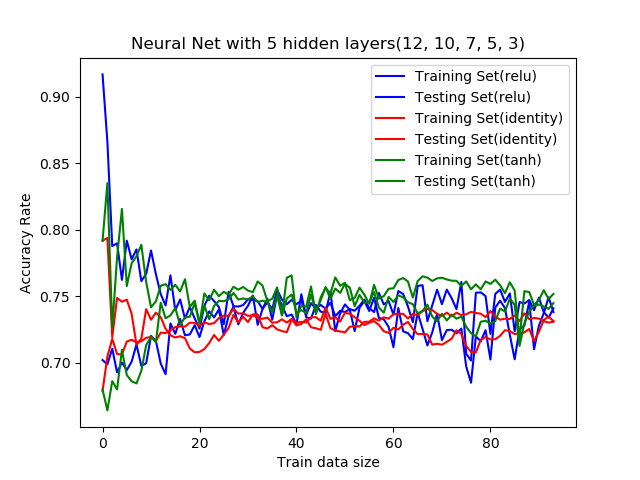 Neural Net with 5 hidden layers(12, 10, 7, 5, 3)
Training Set(relu)
Testing Set(relu)
Training Set(identity)
Testing Set(identity)
Training Set(tanh)
Testing Set(tanh)
0.90
0.85
0.80
0.75
0.70
Accuracy Rate
0 20 40 60 80
Train data size